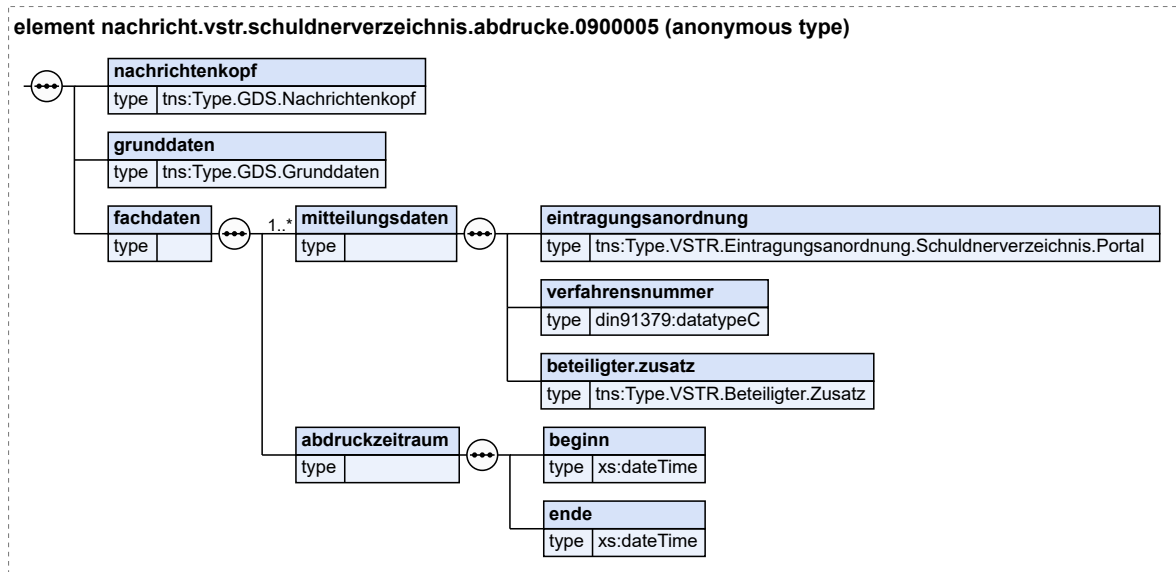 element nachricht.vstr.schuldnerverzeichnis.abdrucke.0900005 (anonymous type)
nachrichtenkopf
type tns:Type.GDS.Nachrichtenkopf
grunddaten
type tns:Type.GDS.Grunddaten
fachdaten
type
1..*
mitteilungsdaten
type
eintragungsanordnung
type tns:Type.VSTR.Eintragungsanordnung.Schuldnerverzeichnis.Portal
verfahrensnummer
type din91379:datatypeC
beteiligter.zusatz
type tns:Type.VSTR.Beteiligter.Zusatz
abdruckzeitraum
type
beginn
type xs:dateTime
ende
type xs:dateTime